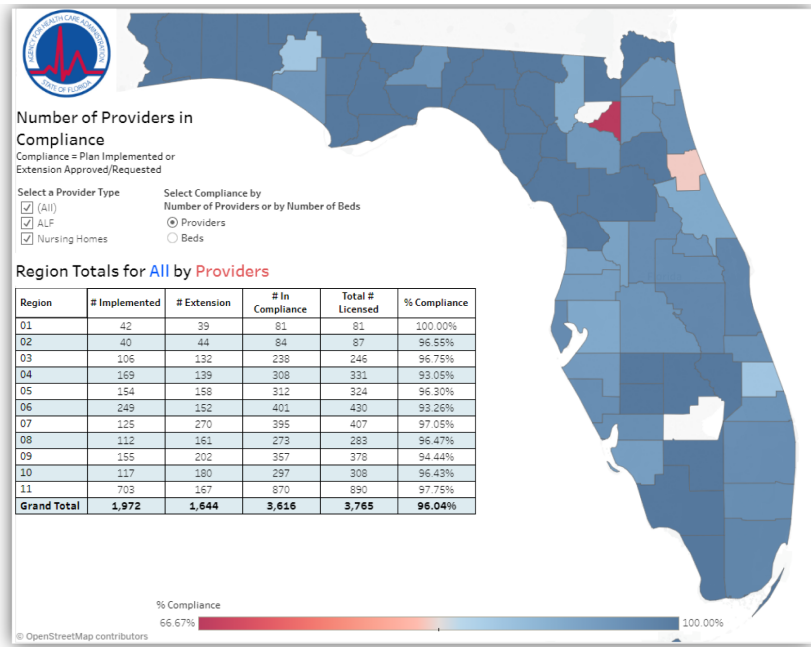 AGENCY FOR HEALTH CARE ADMINISTRATION
STATE OF FLORIDA
Number of Providers in
Compliance
Compliance = Plan Implemented or
Extension Approved/Requested
Select a Provider Type
(All)
ALF
Nursing Homes
Select Compliance by
Number of Providers or by Number of Beds
Providers
Beds
Region Totals for All by Providers
Region # Implemented # Extension # In Compliance Total # Licensed % Compliance
01 42 39 81 81 100.00%
02 40 44 84 87 96.55%
03 106 132 238 246 96.75%
04 169 139 308 331 93.05%
05 154 158 312 324 96.30%
06 249 152 401 430 93.26%
07 125 270 395 407 97.05%
08 112 161 273 283 96.47%
09 155 202 357 378 94.44%
10 117 180 297 308 96.43%
11 703 167 870 890 97.75%
Grand Total 1,972 1,644 3,616 3,765 96.04%
% Compliance
66.67% 100.00%
© OpenStreetMap contributors